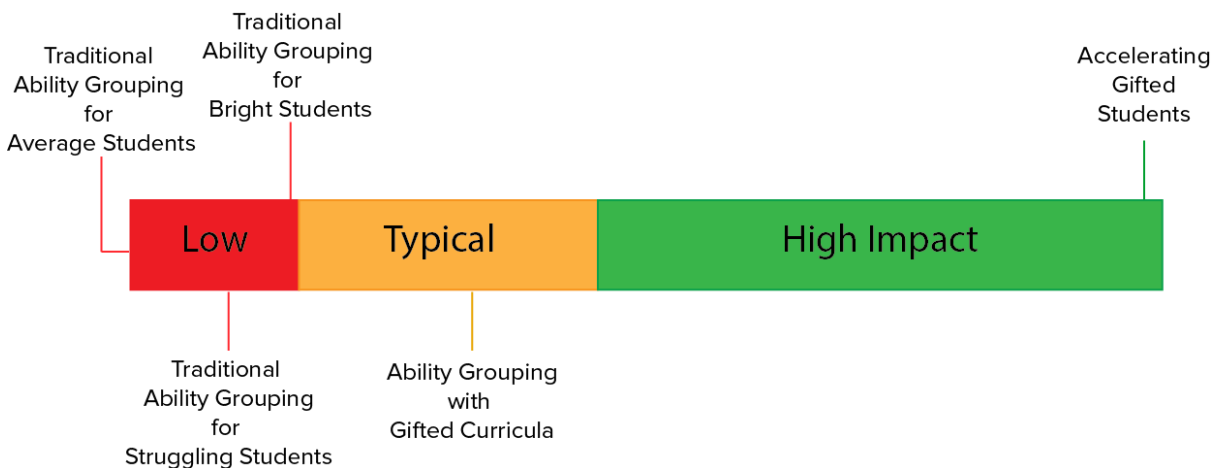 Traditional
Ability Grouping
for
Average Students
Traditional
Ability Grouping
for
Bright Students
Accelerating
Gifted
Students
Low
Typical
High Impact
Traditional
Ability Grouping
for
Struggling Students
Ability Grouping
with
Gifted Curricula